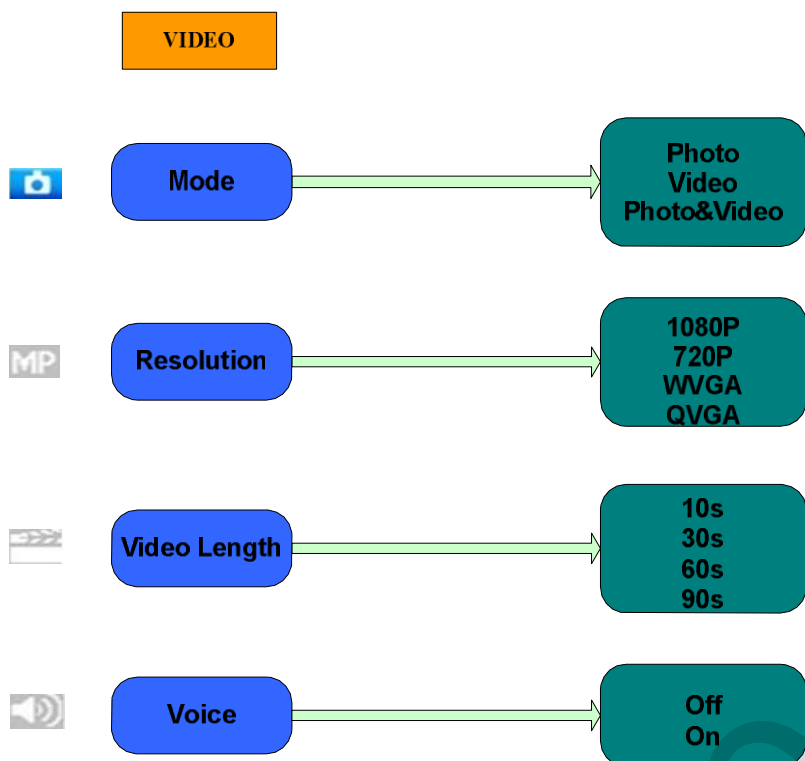 VIDEO
Mode
Photo
Video
Photo&Video
MP
Resolution
1080P
720P
WVGA
QVGA
Video Length
10s
30s
60s
90s
Voice
Off
On